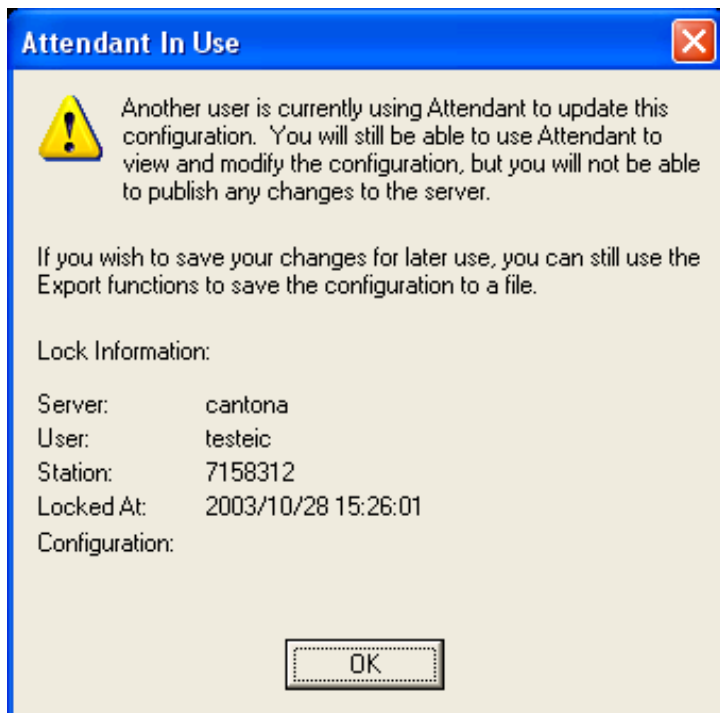 Attendant In Use
Another user is currently using Attendant to update this
configuration. You will still be able to use Attendant to
view and modify the configuration, but you will not be able
to publish any changes to the server.
If you wish to save your changes for later use, you can still use the
Export functions to save the configuration to a file.
Lock Information:
Server: cantona
User: testeic
Station: 7158312
Locked At: 2003/10/28 15:26:01
Configuration:
OK